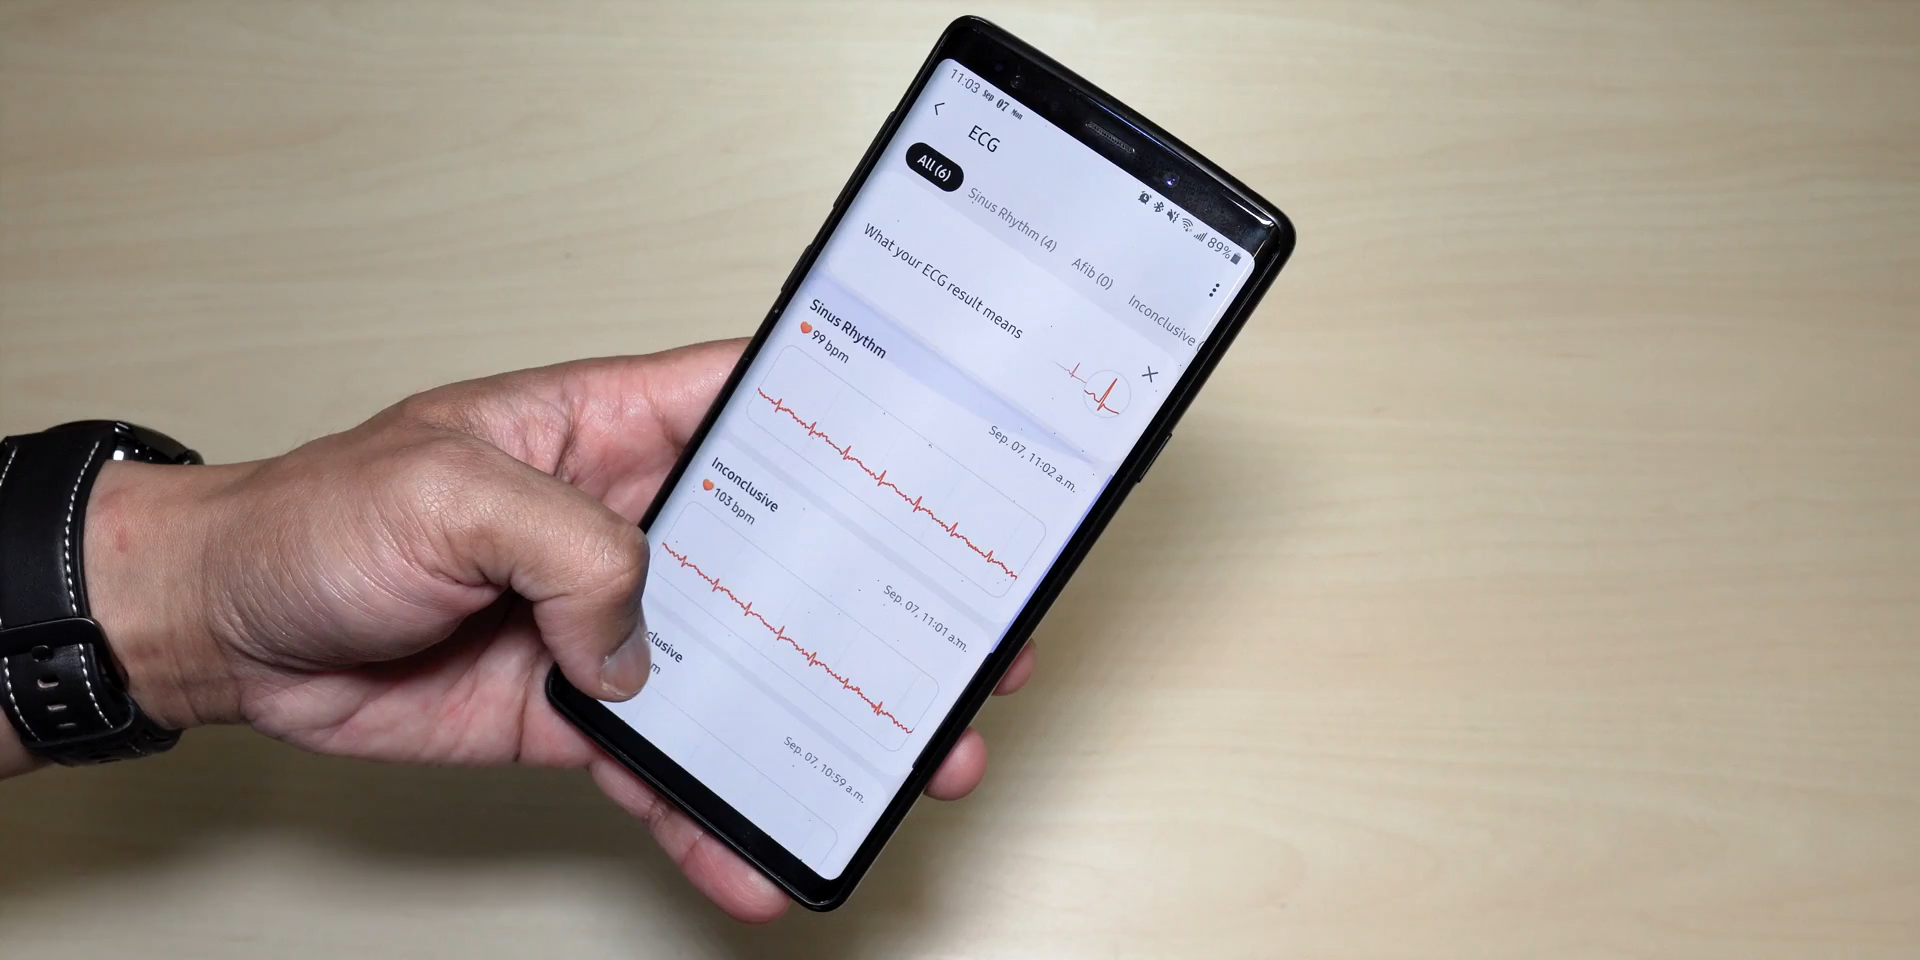 11:03 Sep 07 Mon
89%
ECG
All (6) Sinus Rhythm (4) Afib (0) Inconclusive (
What your ECG result means
Sinus Rhythm
99 bpm
Sep. 07, 11:02 a.m.
Inconclusive
103 bpm
Sep. 07, 11:01 a.m.
clusive
m
Sep. 07, 10:59 a.m.